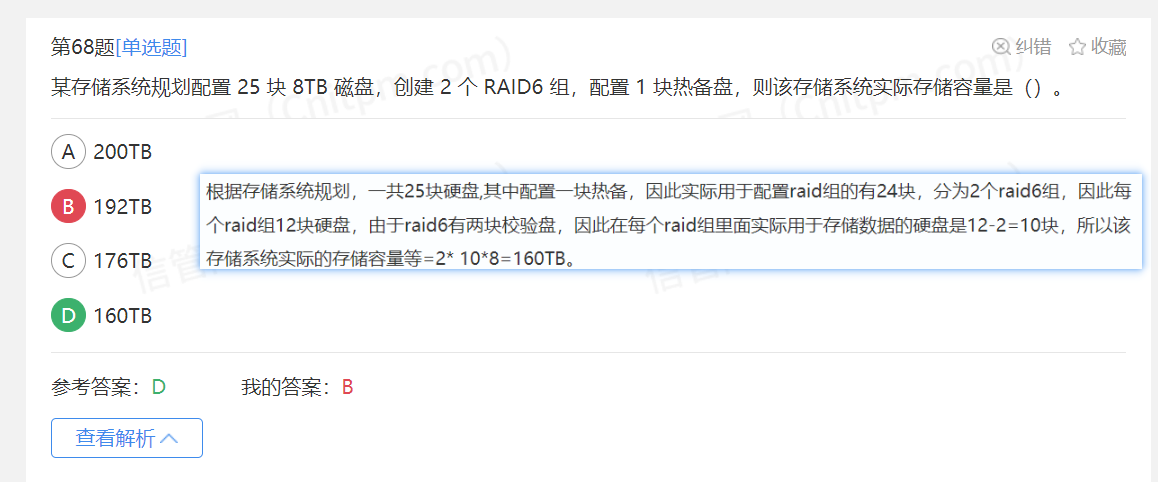 第68题[单选题]
纠错 收藏
某存储系统规划配置 25 块 8TB 磁盘，创建 2 个 RAID6 组，配置 1 块热备盘，则该存储系统实际存储容量是（）。
A 200TB
B 192TB
根据存储系统规划，一共25块硬盘,其中配置一块热备，因此实际用于配置raid组的有24块，分为2个raid6组，因此每
个raid组12块硬盘，由于raid6有两块校验盘，因此在每个raid组里面实际用于存储数据的硬盘是12-2=10块，所以该
存储系统实际的存储容量等=2* 10*8=160TB。
C 176TB
D 160TB
参考答案：D 我的答案：B
查看解析